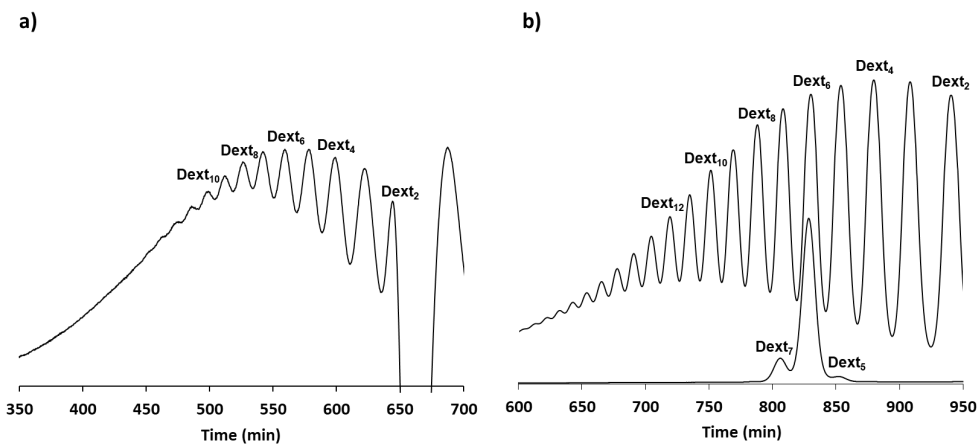 a)
Dext10
Dext8
Dext6
Dext4
Dext2
350 400 450 500 550 600 650 700
Time (min)
b)
Dext12
Dext10
Dext8
Dext6
Dext4
Dext2
Dext7
Dext5
600 650 700 750 800 850 900 950
Time (min)